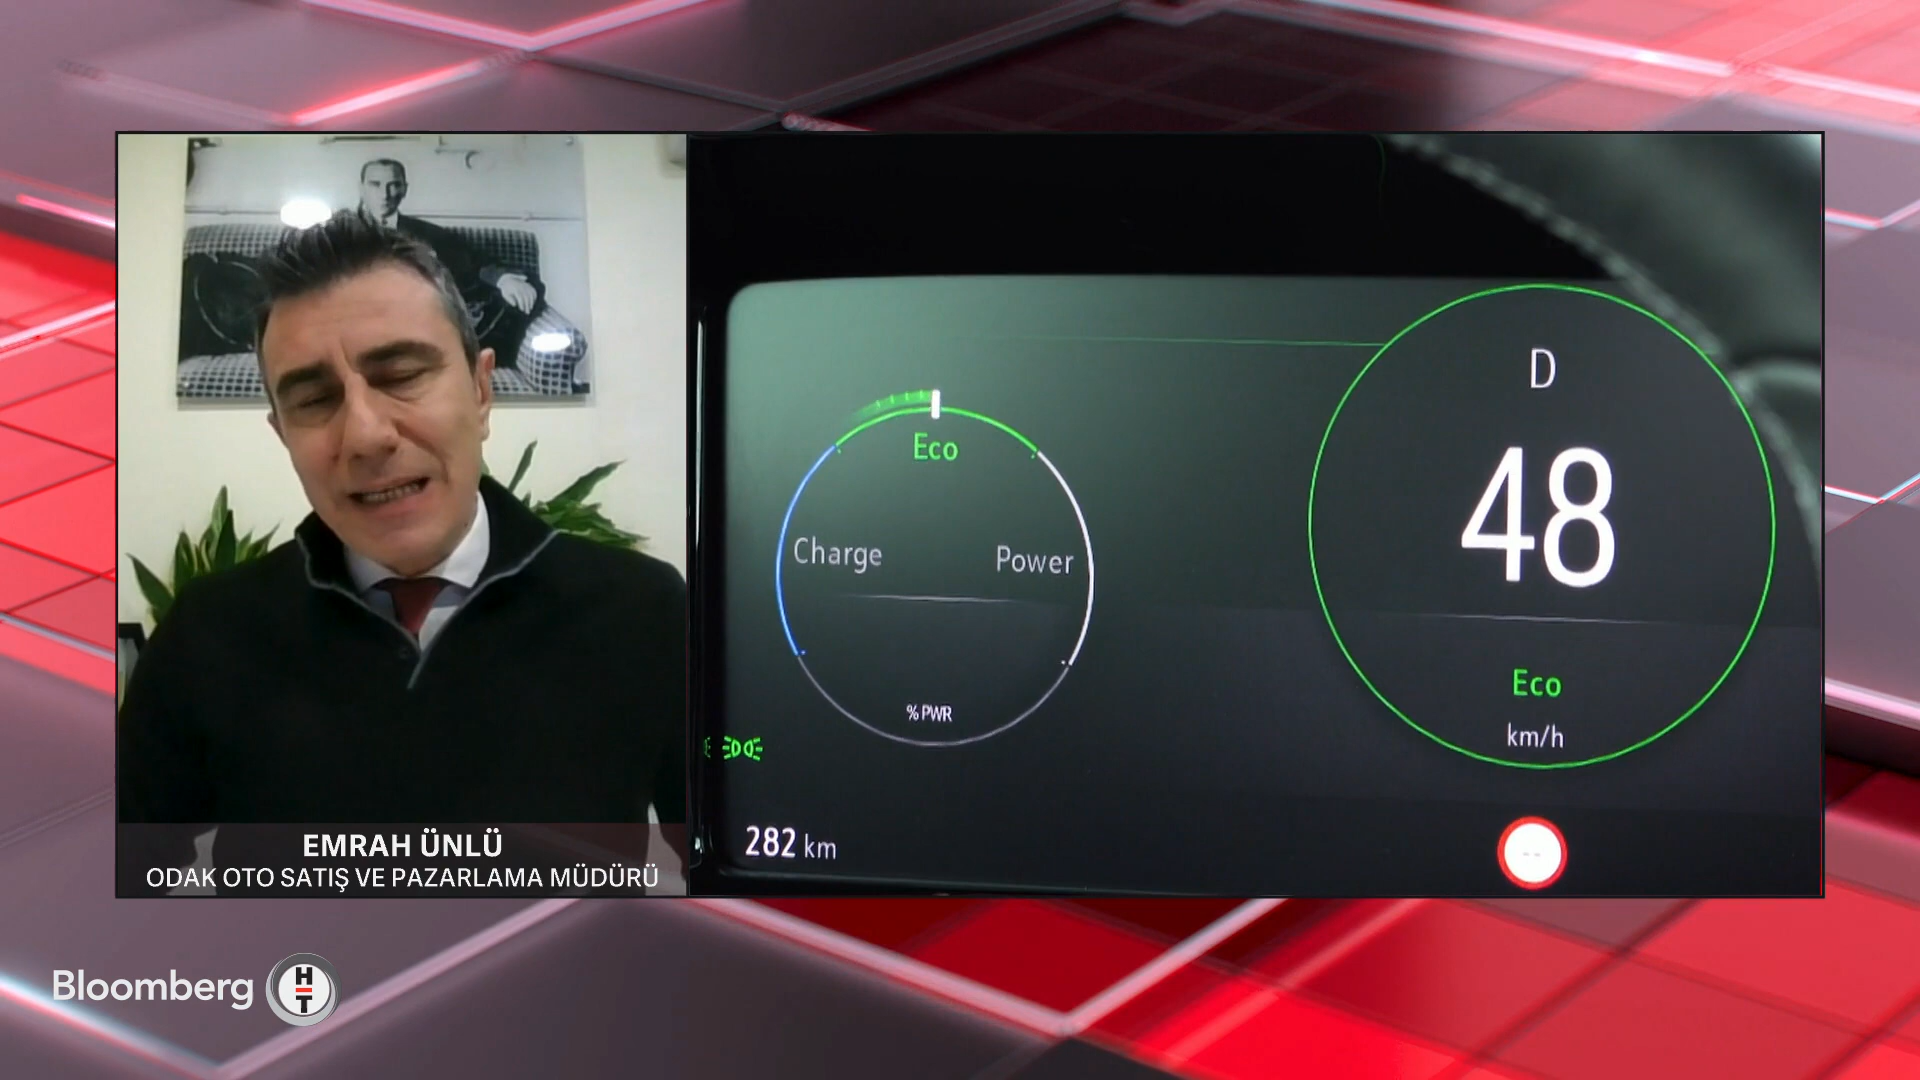 EMRAH ÜNLÜ
ODAK OTO SATIŞ VE PAZARLAMA MÜDÜRÜ
Eco
Charge
Power
% PWR
282 km
D
48
Eco
km/h
--
Bloomberg HT